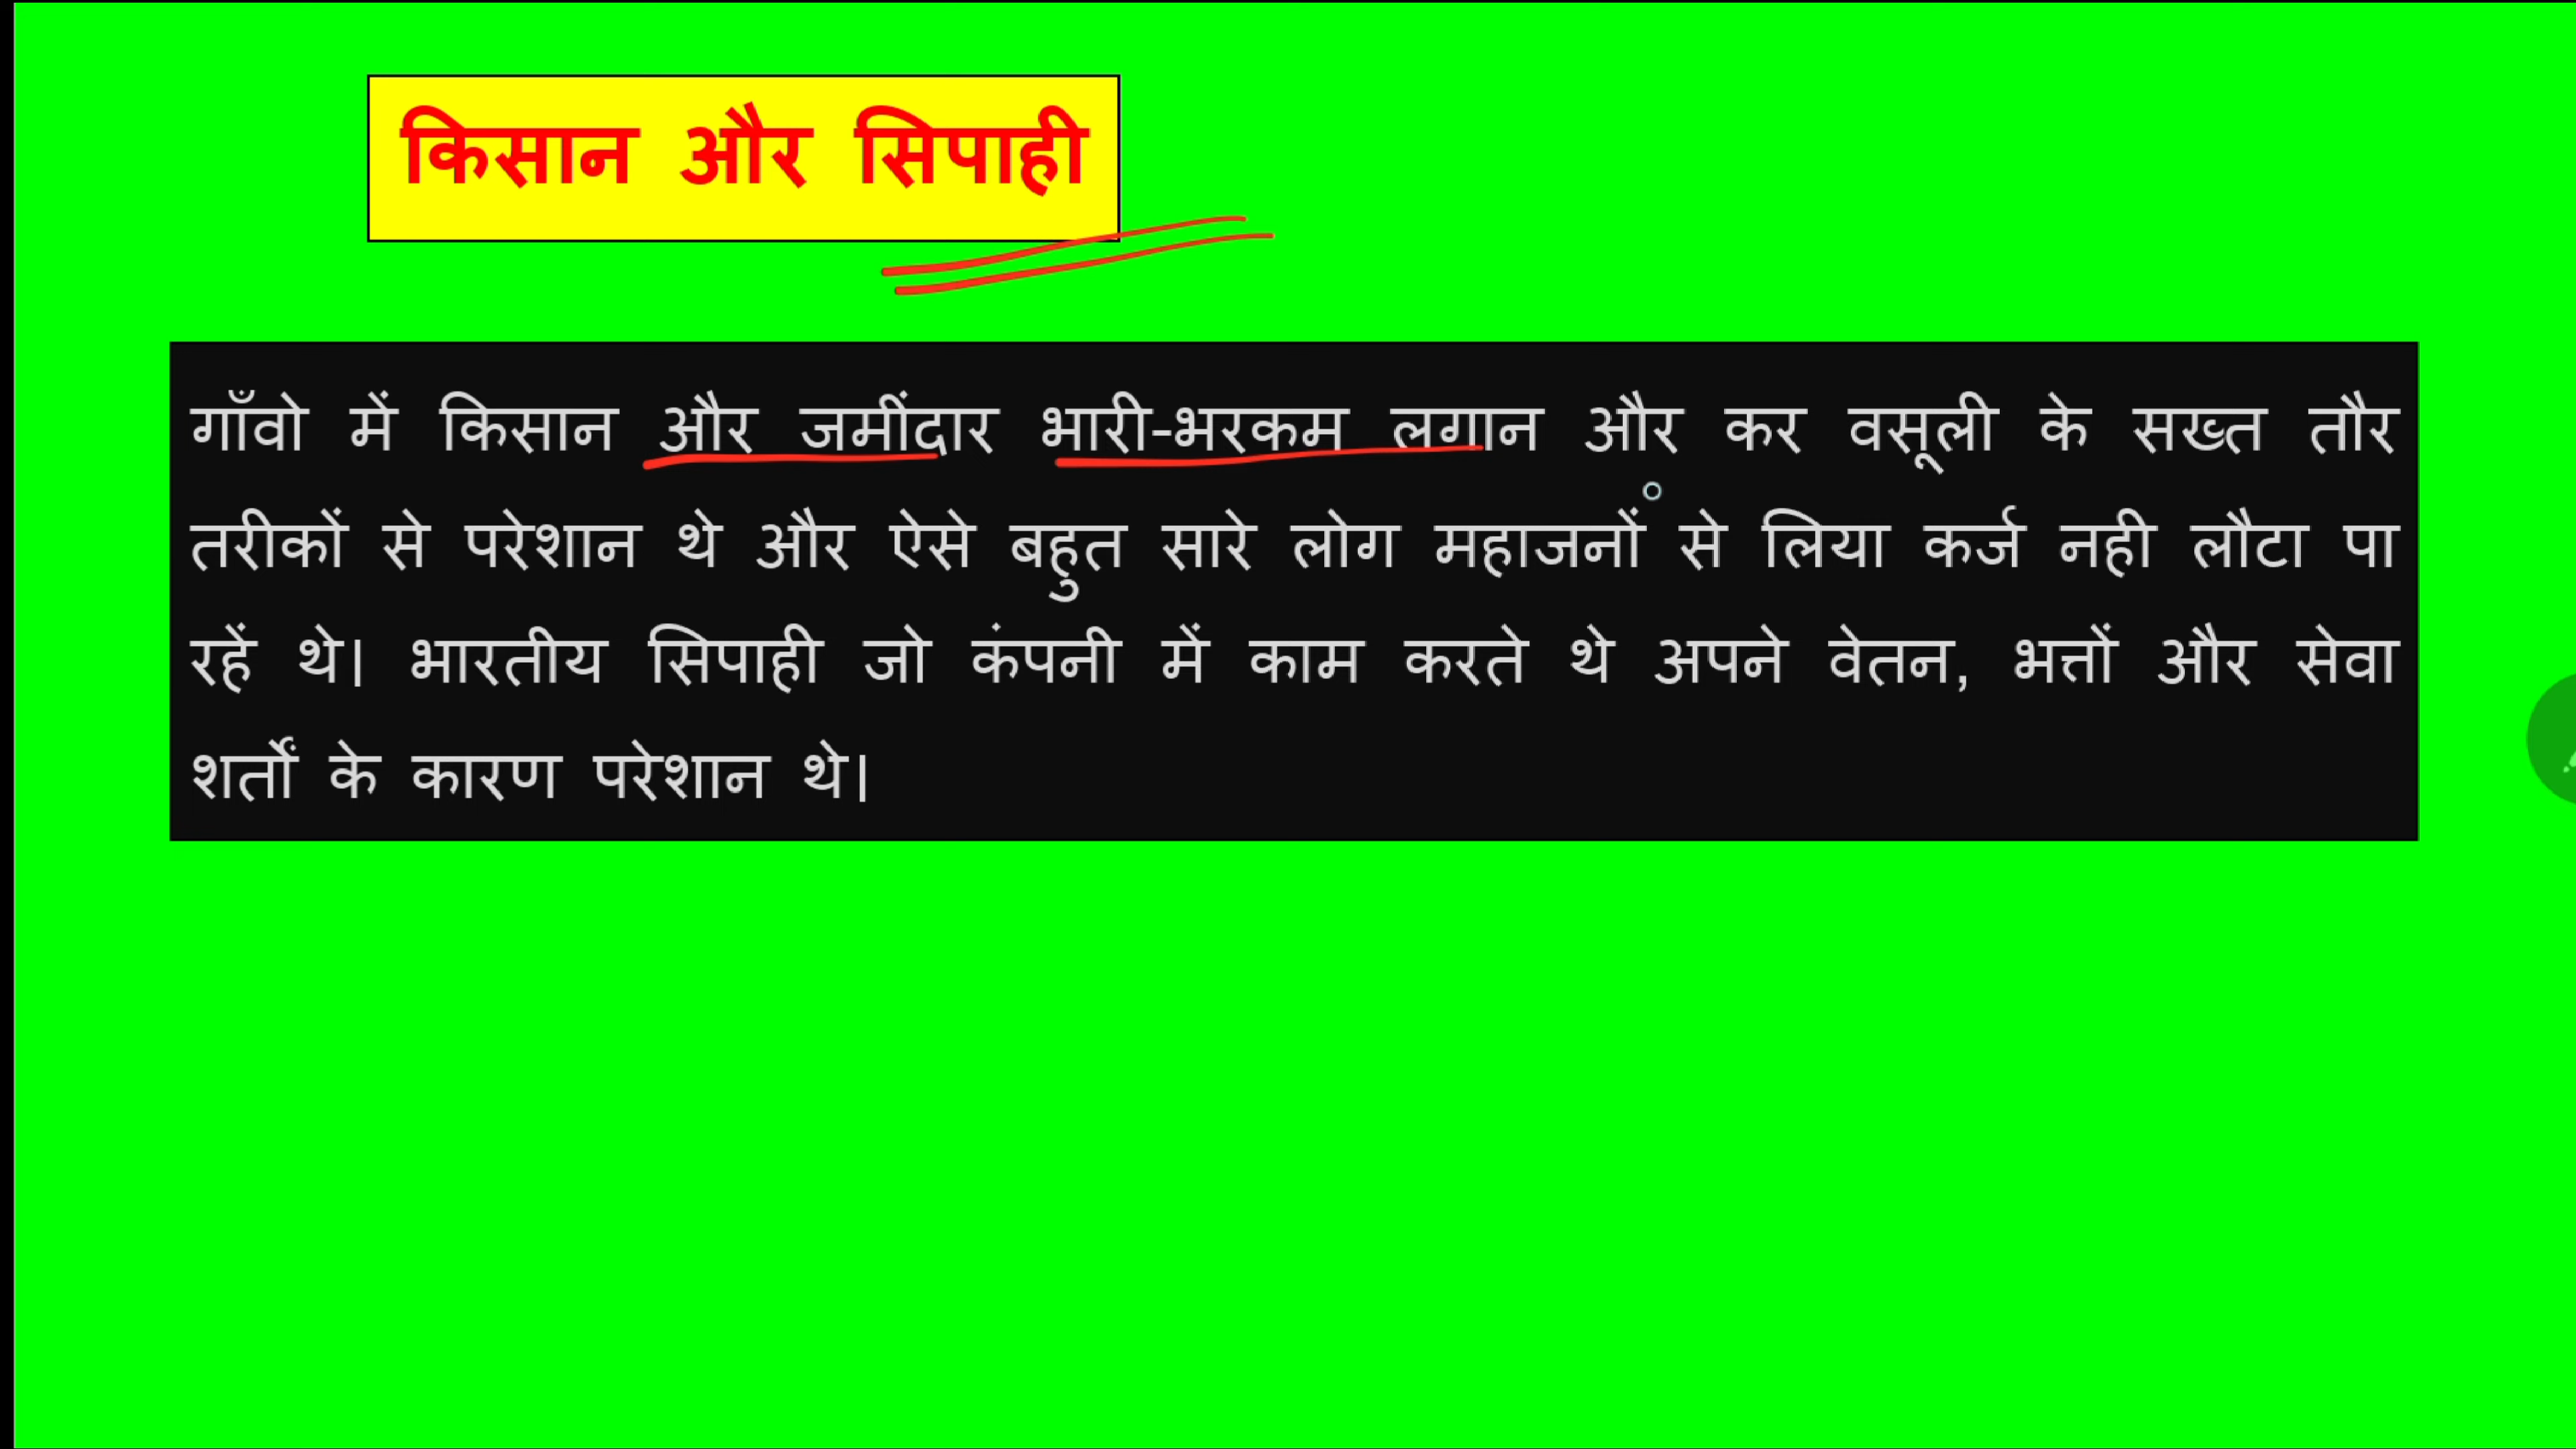 किसान और सिपाही
गाँवो में किसान और जमींदार भारी-भरकम लगान और कर वसूली के सख्त तौर
तरीकों से परेशान थे और ऐसे बहुत सारे लोग महाजनों से लिया कर्ज नही लौटा पा
रहें थे। भारतीय सिपाही जो कंपनी में काम करते थे अपने वेतन, भत्तों और सेवा
शर्तों के कारण परेशान थे।